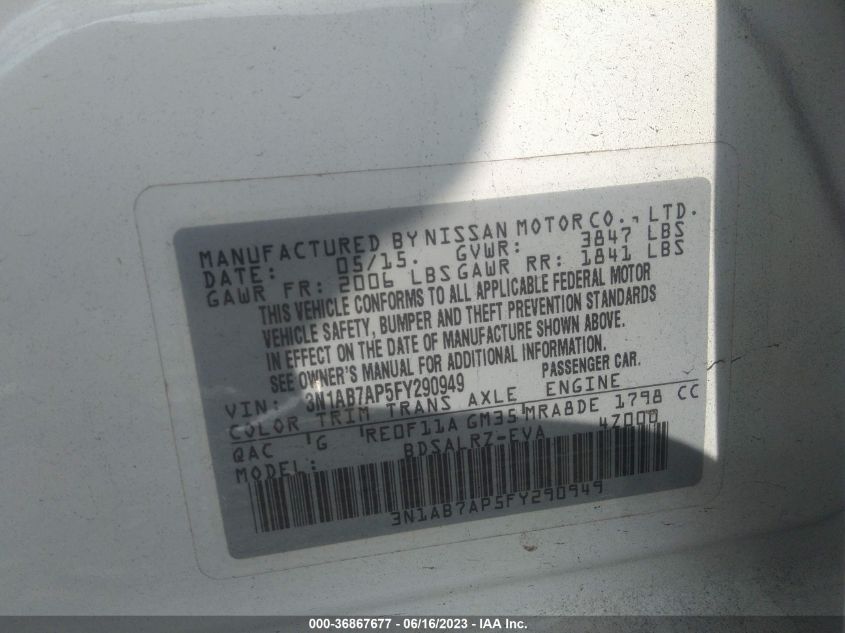 MANUFACTURED BY NISSAN MOTOR CO., LTD.
DATE: 05/15. GVWR: 3847 LBS
GAWR FR: 2006 LBS GAWR RR: 1841 LBS
THIS VEHICLE CONFORMS TO ALL APPLICABLE FEDERAL MOTOR
VEHICLE SAFETY, BUMPER AND THEFT PREVENTION STANDARDS
IN EFFECT ON THE DATE OF MANUFACTURE SHOWN ABOVE.
SEE OWNER'S MANUAL FOR ADDITIONAL INFORMATION.
VIN: 3N1AB7AP5FY290949 PASSENGER CAR.
COLOR TRIM TRANS AXLE ENGINE
QAC G RE0F11A GM35 MRA8DE 1798 CC
MODEL: BDSALRZ-EVA 4Z000
3N1AB7AP5FY290949
000-36867677 - 06/16/2023 - IAAI.com.